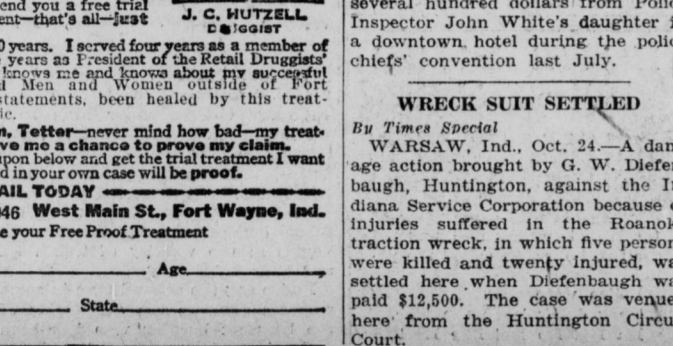 end you a free trial
ent—that's all—just
J. C. HUTZELL
DRUGGIST
0 years. I served four years as a member of
years as President of the Retail Druggists'
knows me and knows about my successful
Men and Women outside of Fort
statements, been healed by this treat-
ic.
Tetter—never mind how bad—my treat-
ve me a chance to prove my claim.
upon below and get the trial treatment I want
d in your own case will be proof.
AIL TODAY
46 West Main St., Fort Wayne, Ind.
e your Free Proof Treatment
Age
State
several hundred dollars from
Inspector John White's daughter
a downtown hotel during the polic
chiefs' convention last July.
WRECK SUIT SETTLED
By Times Special
WARSAW, Ind., Oct. 24.—A dam
age action brought by G. W. Diefen
baugh, Huntington, against the In
diana Service Corporation because
injuries suffered in the Roanok
traction wreck, in which five person
were killed and twenty injured, wa
settled here when Diefenbaugh wa
paid $12,500. The case was venue
here from the Huntington Circu
Court.